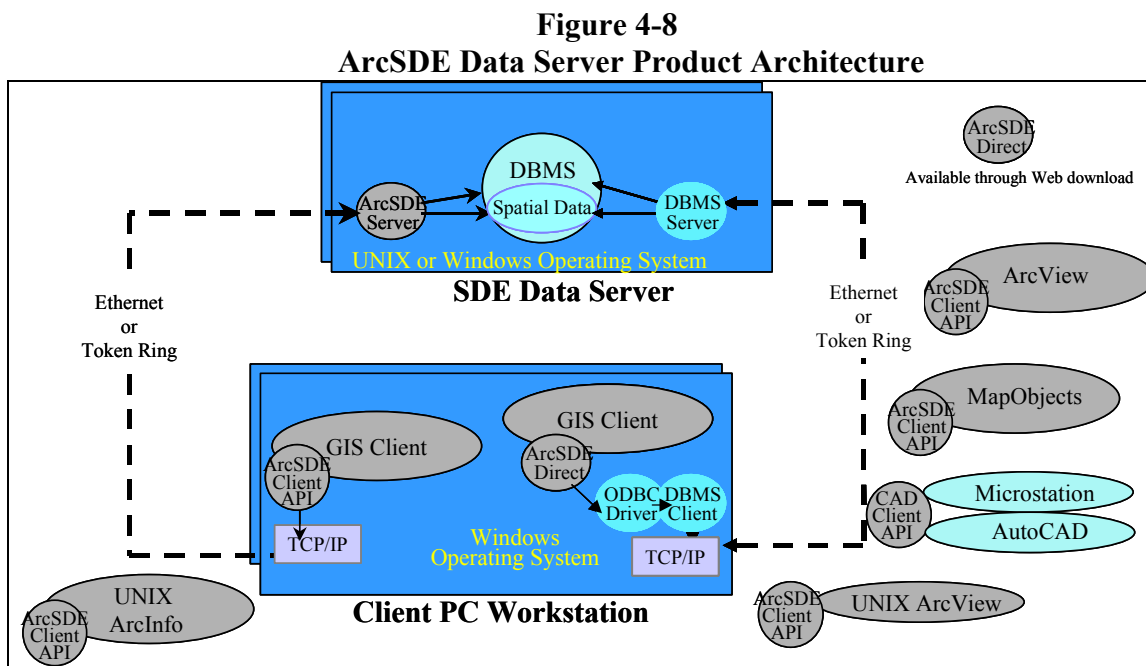 Figure 4-8
ArcSDE Data Server Product Architecture
ArcSDE
Direct
Available through Web download
DBMS
Spatial Data
ArcSDE
Server
DBMS
Server
UNIX or Windows Operating System
SDE Data Server
Ethernet
or
Token Ring
Ethernet
or
Token Ring
ArcView
ArcSDE
Client
API
MapObjects
ArcSDE
Client
API
GIS Client
ArcSDE
Client
API
TCP/IP
GIS Client
ArcSDE
Direct
ODBC
Driver
DBMS
Client
TCP/IP
Windows
Operating System
Client PC Workstation
CAD
Client
API
Microstation
AutoCAD
UNIX
ArcInfo
ArcSDE
Client
API
ArcSDE
Client
API
UNIX ArcView